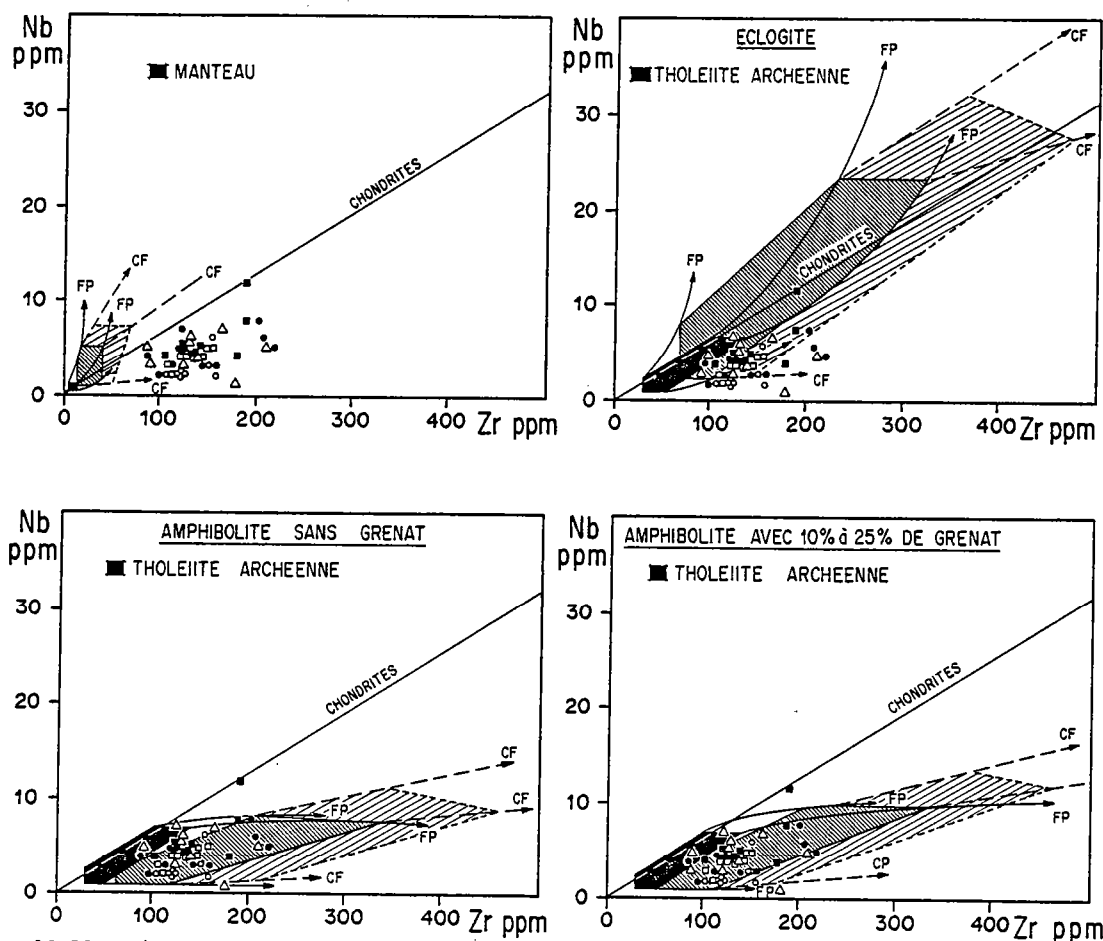 Nb
ppm
MANTEAU
30
20
10
0
CHONDRITES
CF
CF
FP
FP
CF
0
100
200
300
400
Zr ppm
Nb
ppm
ECLOGITE
THOLEIITE ARCHEENNE
30
20
10
0
FP
CF
FP
CF
CHONDRITES
FP
CF
0
100
200
300
400
Zr ppm
Nb
ppm
AMPHIBOLITE SANS GRENAT
THOLEIITE ARCHEENNE
30
20
10
0
CHONDRITES
CF
FP
CF
FP
CF
0
100
200
300
400
Zr ppm
Nb
ppm
AMPHIBOLITE AVEC 10% à 25% DE GRENAT
THOLEIITE ARCHEENNE
30
20
10
0
CHONDRITES
CF
FP
FP
CP
FP
0
100
200
300
400
Zr ppm